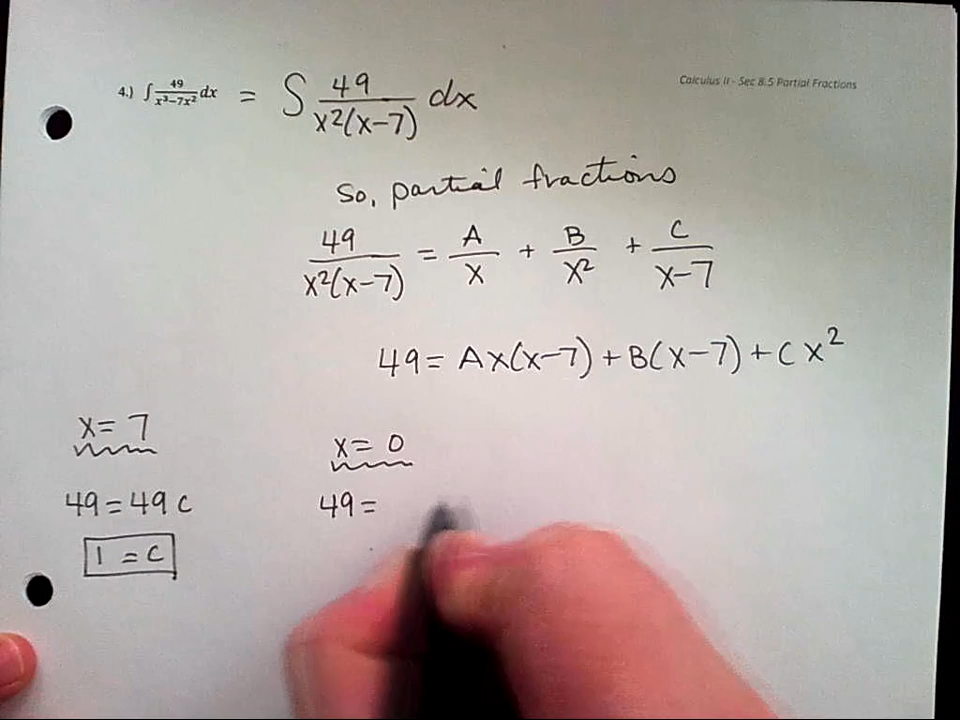 Calculus II - Sec 8.5 Partial Fractions
4.) ∫ 49/(x³−7x²) dx = ∫ 49/(x²(x−7)) dx
So, partial fractions
49/(x²(x−7)) = A/x + B/x² + C/(x−7)
49 = Ax(x−7) + B(x−7) + Cx²
x = 7
49 = 49 C
1 = C
x = 0
49 =